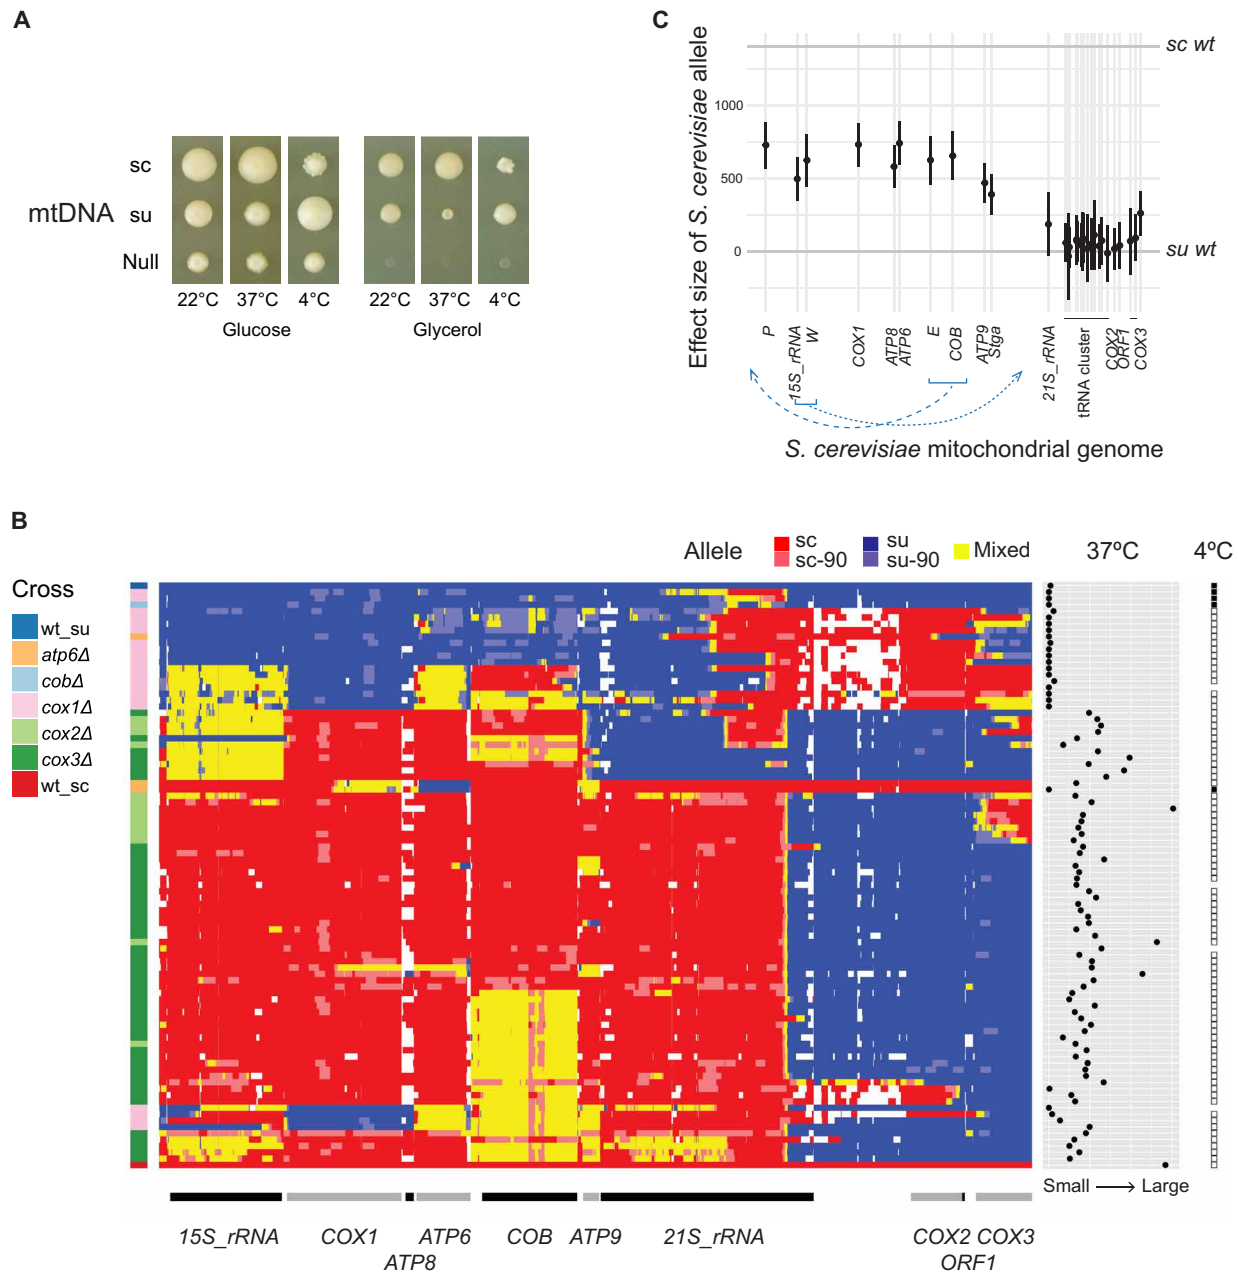 A
sc
mtDNA
su
Null
22°C 37°C 4°C 22°C 37°C 4°C
Glucose Glycerol
C
Effect size of S. cerevisiae allele
sc wt
1000
500
0
su wt
P
15S_rRNA
W
COX1
ATP8
ATP6
E
COB
ATP9
Stga
21S_rRNA
tRNA cluster
COX2
ORF1
COX3
S. cerevisiae mitochondrial genome
B
Allele
sc
sc-90
su
su-90
Mixed
37ºC
4ºC
Cross
wt_su
atp6Δ
cobΔ
cox1Δ
cox2Δ
cox3Δ
wt_sc
Small → Large
15S_rRNA COX1 ATP6 COB ATP9 21S_rRNA COX2 COX3
ATP8 ORF1